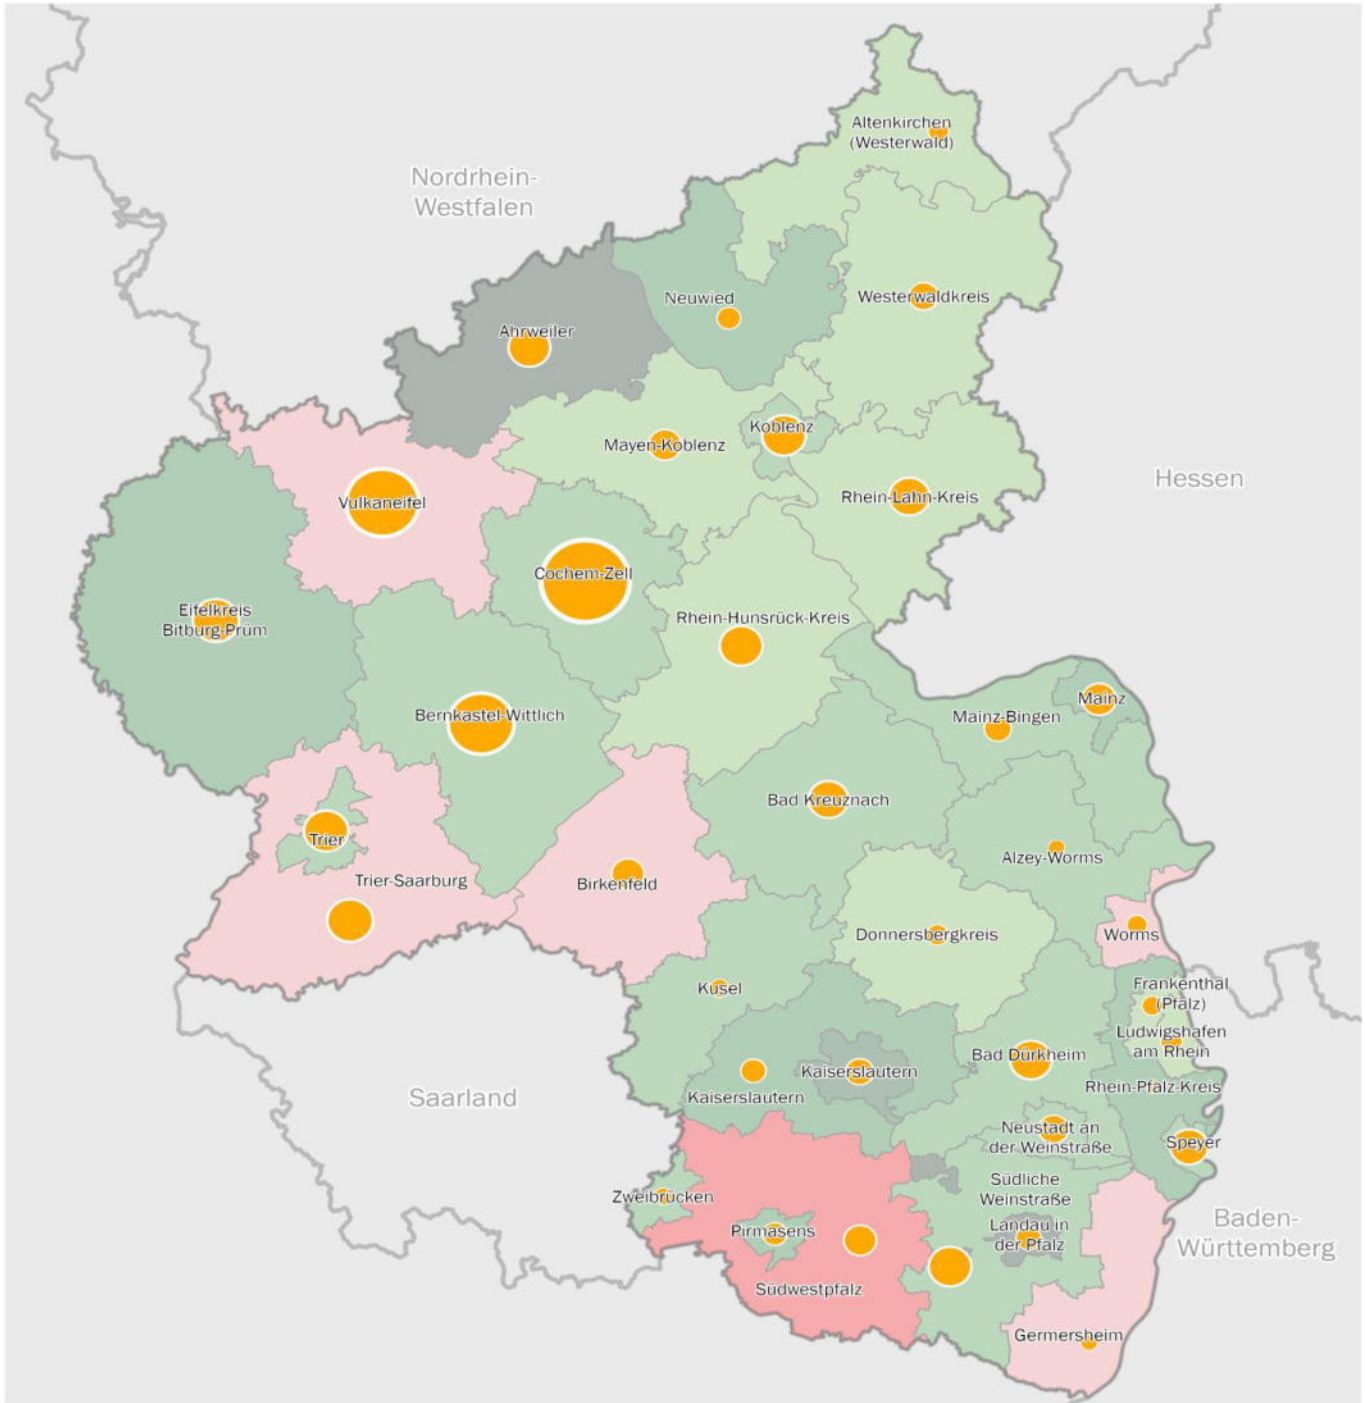 Altenkirchen
(Westerwald)
Nordrhein-
Westfalen
Neuwied
Westerwaldkreis
Ahrweiler
Koblenz
Mayen-Koblenz
Hessen
Rhein-Lahn-Kreis
Vulkaneifel
Cochem-Zell
Eifelkreis
Bitburg-Prüm
Rhein-Hunsrück-Kreis
Mainz
Bernkastel-Wittlich
Mainz-Bingen
Bad Kreuznach
Trier
Alzey-Worms
Trier-Saarburg
Birkenfeld
Donnersbergkreis
Worms
Kusel
Frankenthal
(Pfalz)
Ludwigshafen
am Rhein
Bad Dürkheim
Kaiserslautern
Rhein-Pfalz-Kreis
Saarland
Kaiserslautern
Neustadt an
der Weinstraße
Speyer
Südliche
Weinstraße
Zweibrücken
Baden-
Württemberg
Landau in
der Pfalz
Pirmasens
Südwestpfalz
Germersheim